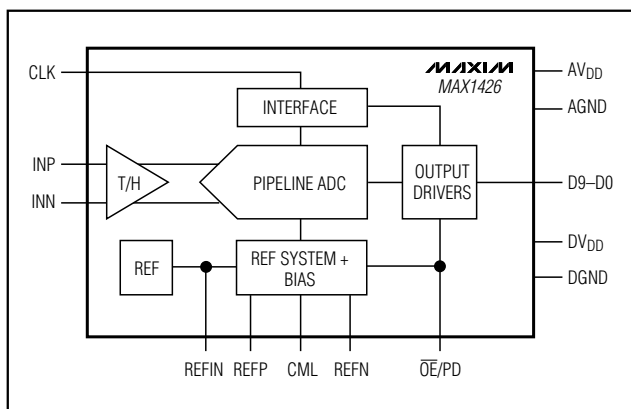 MAXIM
MAX1426
CLK
AVDD
AGND
INTERFACE
INP
INN
T/H
PIPELINE ADC
OUTPUT
DRIVERS
D9–D0
DVDD
DGND
REF
REF SYSTEM +
BIAS
REFIN REFP CML REFN O̅E̅/PD